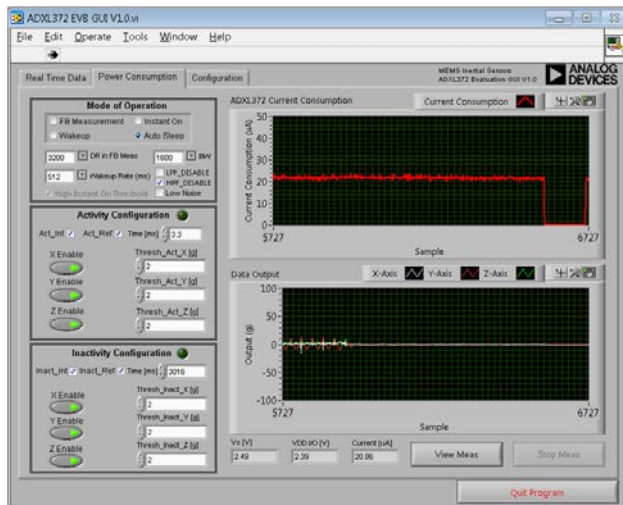 ADXL372 EVB GUI V1.0.vi
File Edit Operate Tools Window Help
Real Time Data Power Consumption Configuration
MEMS Inertial Sensors
ADXL372 Evaluation GUI V1.0
ANALOG DEVICES
Mode of Operation
FB Measurement Instant On
Wakeup Auto Sleep
3200 DR in FB Meas 1600 BW
512 Wakeup Rate (ms) LPF_DISABLE
HPF_DISABLE
High Instant On Threshold Low Noise
Activity Configuration
Act_Int Act_Ref Time [ms] 3.3
X Enable Thresh_Act_X [g]
2
Y Enable Thresh_Act_Y [g]
2
Z Enable Thresh_Act_Z [g]
2
Inactivity Configuration
Inact_Int Inact_Ref Time [ms] 3016
X Enable Thresh_Inact_X [g]
2
Y Enable Thresh_Inact_Y [g]
2
Z Enable Thresh_Inact_Z [g]
2
ADXL372 Current Consumption Current Consumption
Current Consumption (uA)
50
40
30
20
10
0
5727 6727
Sample
Data Output X-Axis Y-Axis Z-Axis
Output (g)
100
50
0
-50
-100
5727 6727
Sample
Vs [V] VDD I/O [V] Current [uA]
2.49 2.39 20.86
View Meas Stop Meas
Quit Program